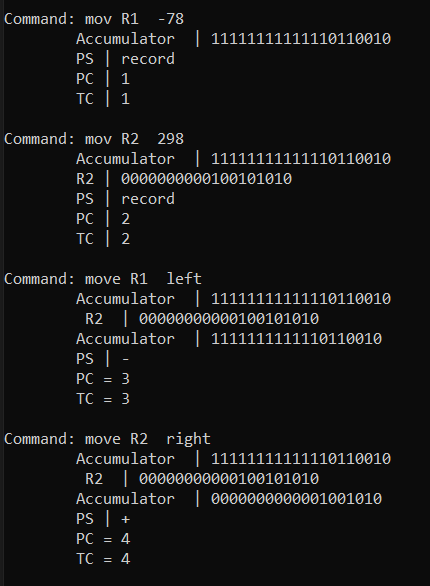 Command: mov R1  -78
Accumulator  | 11111111111110110010
PS | record
PC | 1
TC | 1
Command: mov R2  298
Accumulator  | 11111111111110110010
R2 | 0000000000100101010
PS | record
PC | 2
TC | 2
Command: move R1  left
Accumulator  | 11111111111110110010
R2  | 00000000000100101010
Accumulator  | 1111111111110110010
PS | -
PC = 3
TC = 3
Command: move R2  right
Accumulator  | 11111111111110110010
R2  | 00000000000100101010
Accumulator  | 0000000000001001010
PS | +
PC = 4
TC = 4